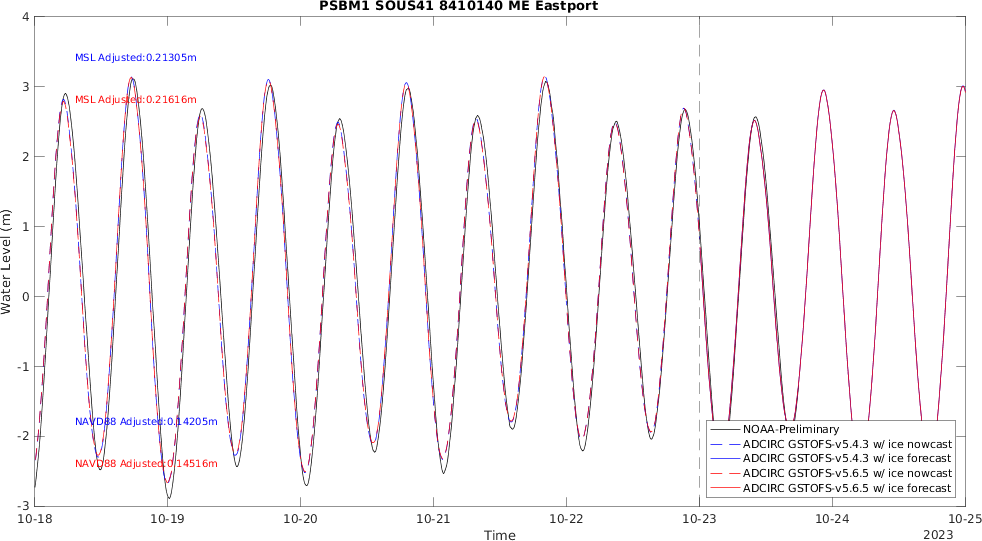 PSBM1 SOUS41 8410140 ME Eastport
Water Level (m)
4
3
2
1
0
-1
-2
-3
MSL Adjusted:0.21305m
MSL Adjusted:0.21616m
NAVD88 Adjusted:0.14205m
NAVD88 Adjusted:0.14516m
NOAA-Preliminary
ADCIRC GSTOFS-v5.4.3 w/ ice nowcast
ADCIRC GSTOFS-v5.4.3 w/ ice forecast
ADCIRC GSTOFS-v5.6.5 w/ ice nowcast
ADCIRC GSTOFS-v5.6.5 w/ ice forecast
10-18 10-19 10-20 10-21 10-22 10-23 10-24 10-25
Time
2023